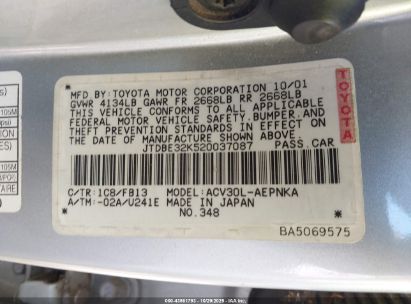 MFD.BY:TOYOTA MOTOR CORPORATION 10/01
GVWR 4134LB GAWR FR 2668LB RR 2668LB
THIS VEHICLE CONFORMS TO ALL APPLICABLE
FEDERAL MOTOR VEHICLE SAFETY,BUMPER,AND
THEFT PREVENTION STANDARDS IN EFFECT ON
THE DATE OF MANUFACTURE SHOWN ABOVE.
JTDBE32K520037087 PASS.CAR
TOYOTA
C/TR:1C8/FB13 MODEL:ACV30L-AEPNKA
A/TM:-02A/U241E MADE IN JAPAN
NO.348
BA5069575